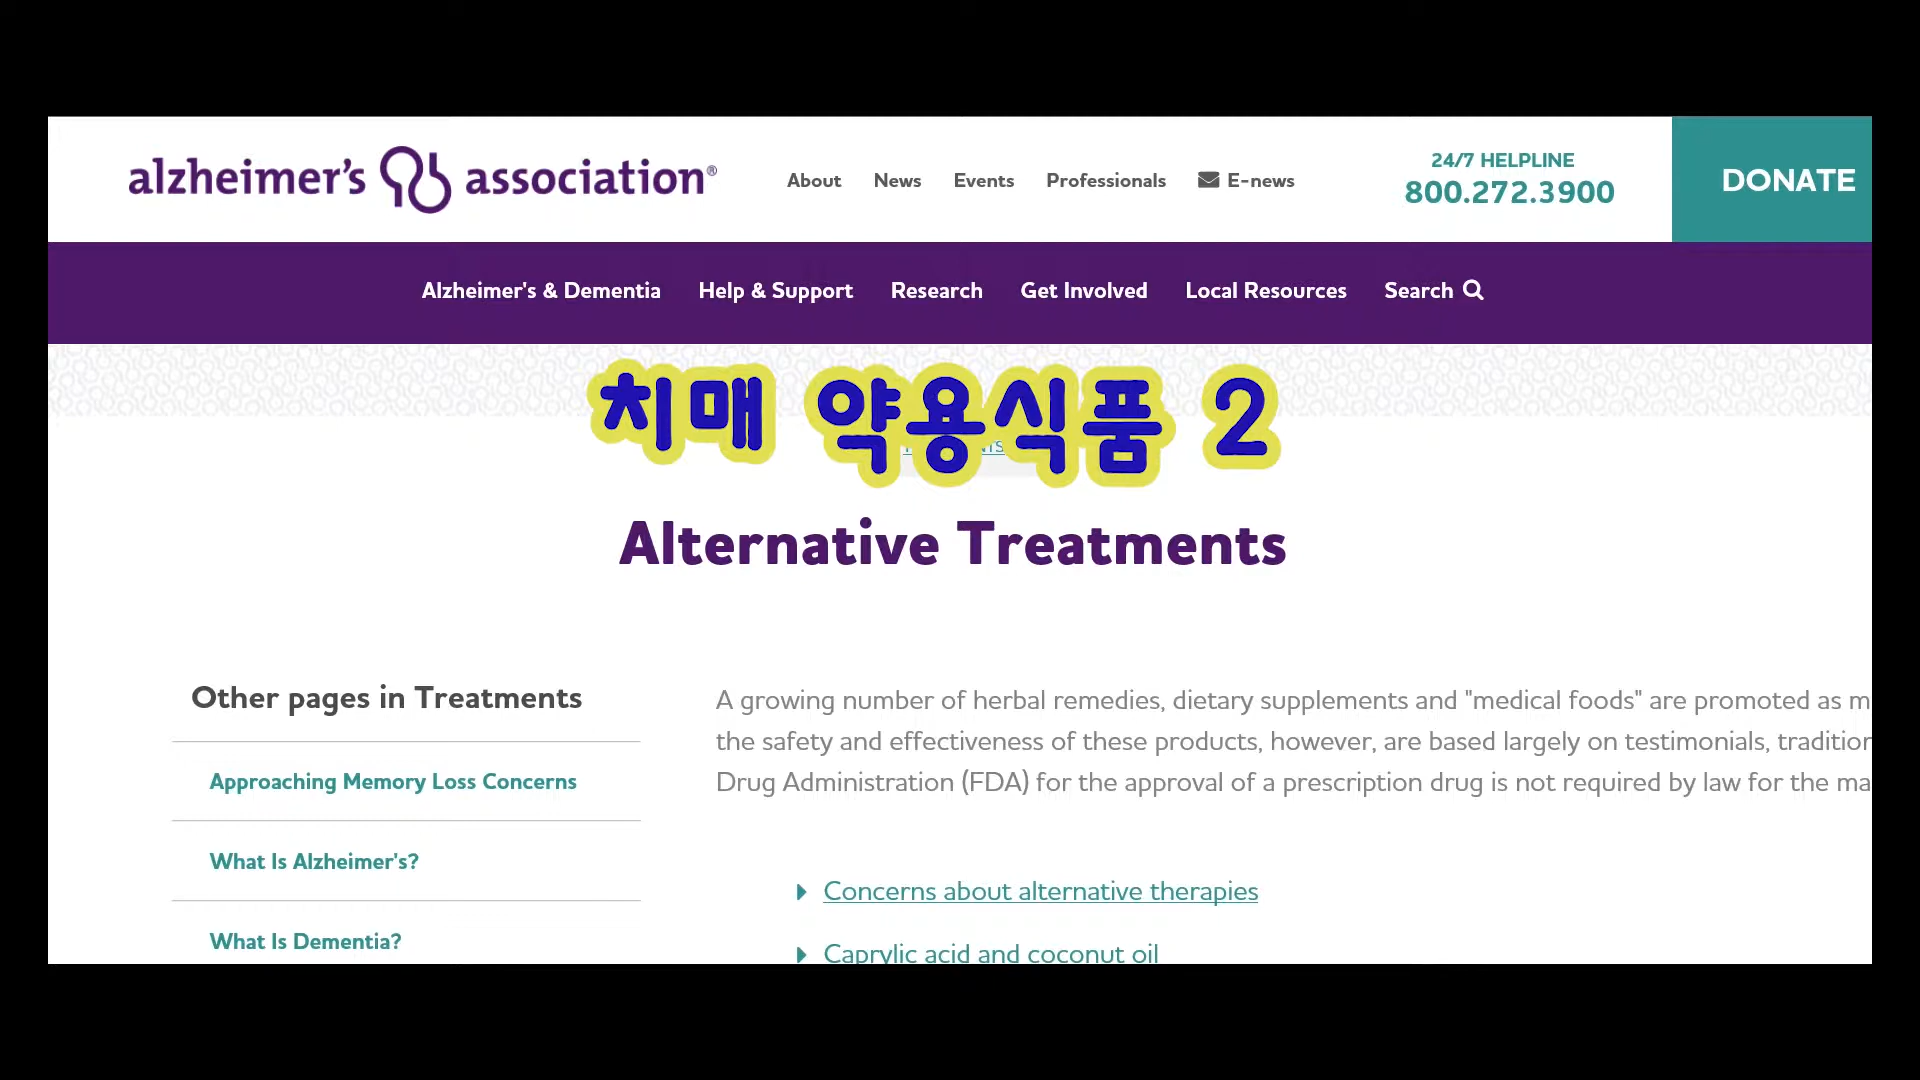 alzheimer's association®
About News Events Professionals E-news
24/7 HELPLINE
800.272.3900
DONATE
Alzheimer's & Dementia Help & Support Research Get Involved Local Resources Search
치매 약용식품 2
Alternative Treatments
Other pages in Treatments
Approaching Memory Loss Concerns
What Is Alzheimer's?
What Is Dementia?
A growing number of herbal remedies, dietary supplements and "medical foods" are promoted as m
the safety and effectiveness of these products, however, are based largely on testimonials, tradition
Drug Administration (FDA) for the approval of a prescription drug is not required by law for the ma
Concerns about alternative therapies
Caprylic acid and coconut oil